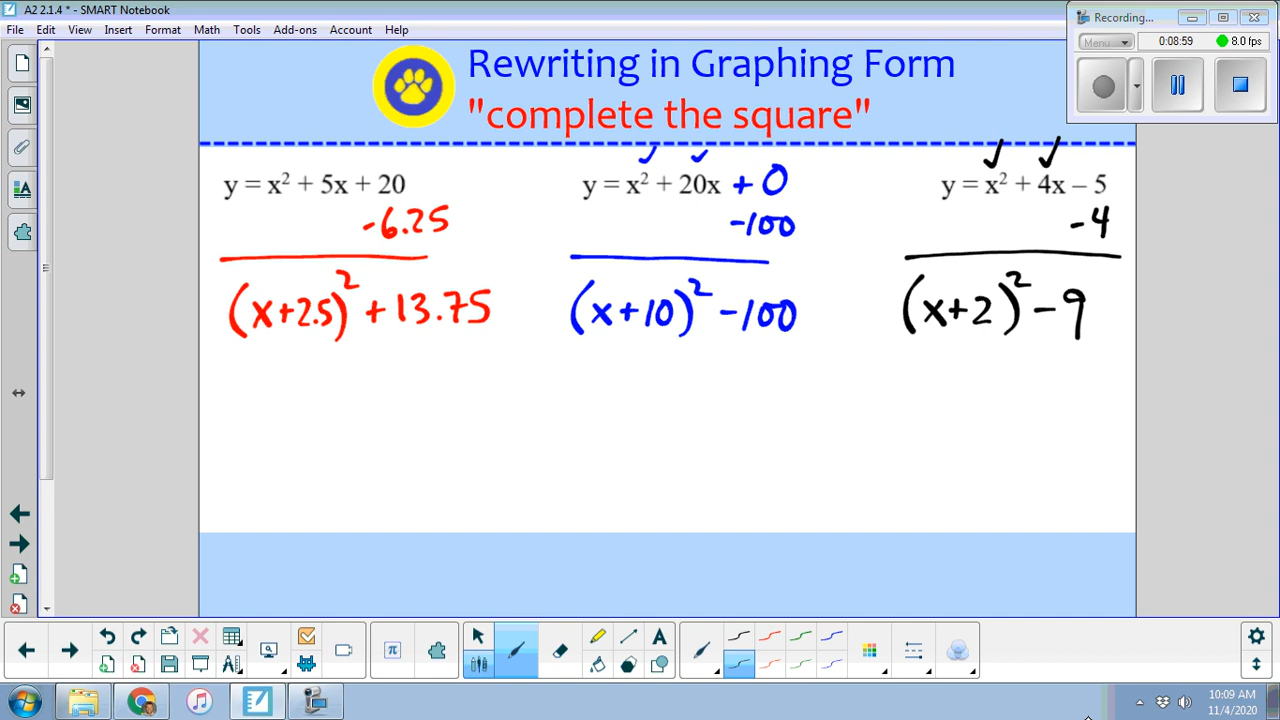 A2 2.1.4 * - SMART Notebook
File Edit View Insert Format Math Tools Add-ons Account Help
Recording...
Menu 0:08:59 8.0 fps
Rewriting in Graphing Form
"complete the square"
y = x² + 5x + 20
-6.25
(x+2.5)² + 13.75
✓ ✓
y = x² + 20x + 0
-100
(x+10)² -100
✓ ✓
y = x² + 4x – 5
-4
(x+2)² - 9
π
A
10:09 AM
11/4/2020